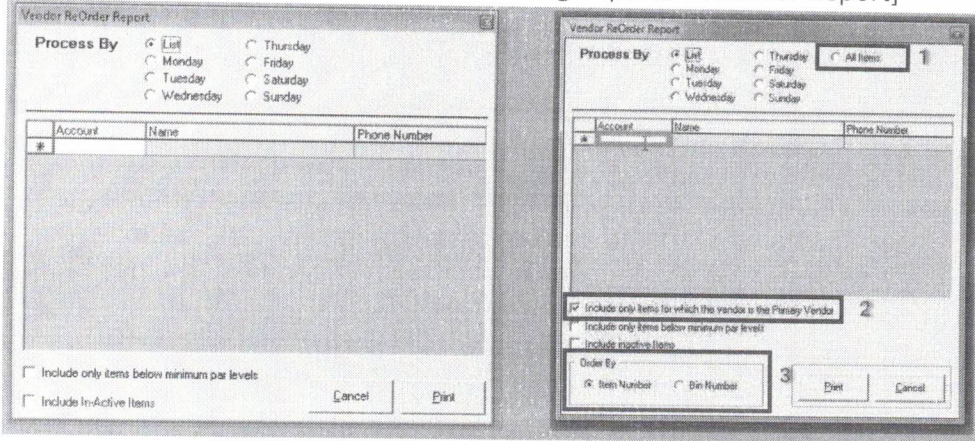 port]
Vendor ReOrder Report
Process By
List
Monday
Tuesday
Wednesday
Thursday
Friday
Saturday
Sunday
Account Name Phone Number
*
Include only items below minimum par levels
Include In-Active Items
Cancel Print
Vendor ReOrder Report
Process By
List
Monday
Tuesday
Wednesday
Thursday
Friday
Saturday
Sunday
All Items 1
Account Name Phone Number
*
Include only items for which this vendor is the Primary Vendor 2
Include only items below minimum par levels
Include inactive Items
Order By
Item Number Bin Number 3
Print Cancel